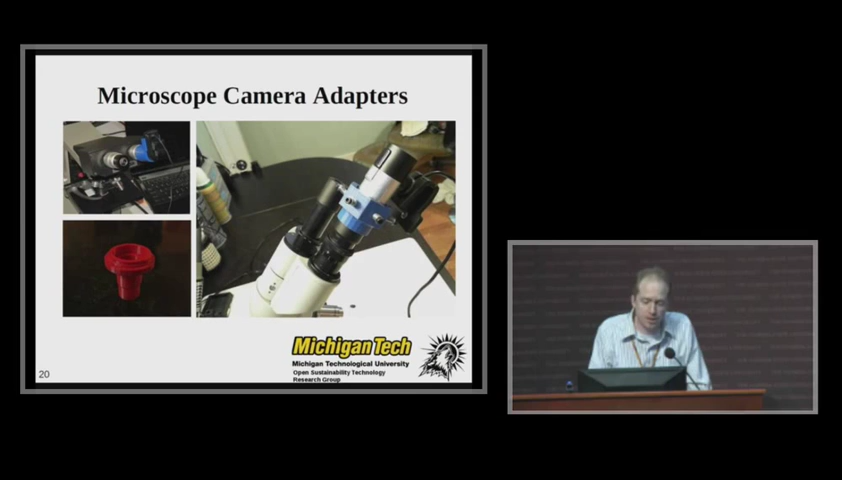 Microscope Camera Adapters
Michigan Tech
Michigan Technological University
Open Sustainability Technology
Research Group
20